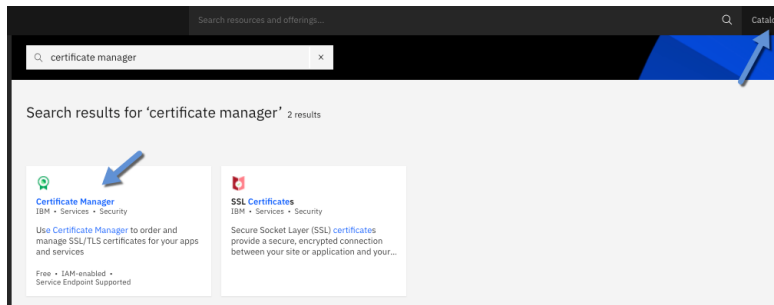 Search resources and offerings...
Catalo
certificate manager
×
Search results for ‘certificate manager’ 2 results
Certificate Manager
IBM • Services • Security
Use Certificate Manager to order and
manage SSL/TLS certificates for your apps
and services
Free • IAM-enabled •
Service Endpoint Supported
SSL Certificates
IBM • Services • Security
Secure Socket Layer (SSL) certificates
provide a secure, encrypted connection
between your site or application and your...